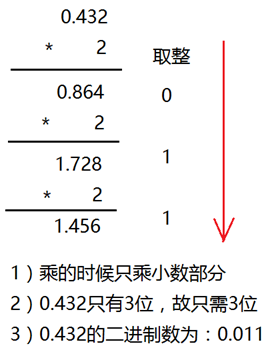 0.432
* 2
取整
0.864 0
* 2
1.728 1
* 2
1.456 1
1）乘的时候只乘小数部分
2）0.432只有3位，故只需3位
3）0.432的二进制数为：0.011